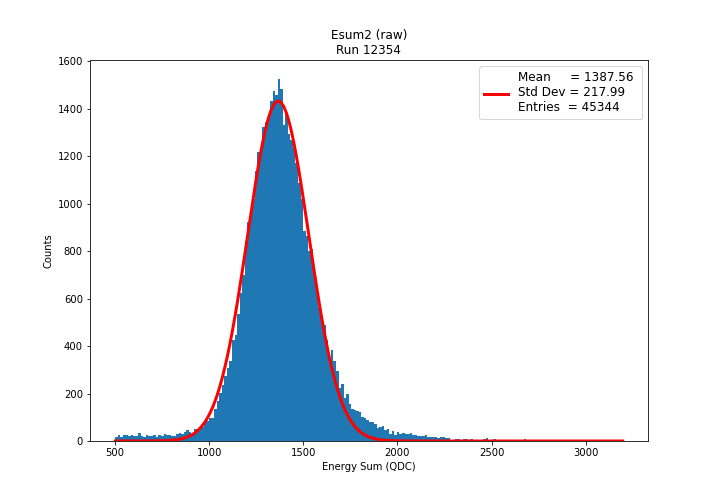 Esum2 (raw)
Run 12354
Mean = 1387.56
Std Dev = 217.99
Entries = 45344
1600
1400
1200
1000
800
600
400
200
0
Counts
500
1000
1500
2000
2500
3000
Energy Sum (QDC)